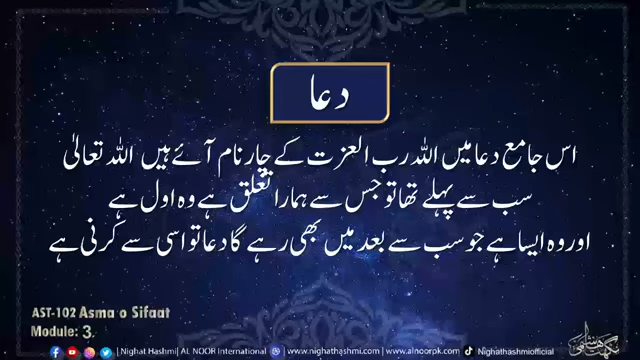 دعا
اس جامع دعا میں اللہ رب العزت کے چار نام آئے ہیں اللہ تعالیٰ
سب سے پہلے تھا تو جس سے ہمارا تعلق ہے وہ اول ہے
اور وہ ایسا ہے جو سب سے بعد میں بھی رہے گا دعا تو اسی سے کرنی ہے
AST-102 Asma o Sifaat
Module: 3
| Nighat Hashmi| AL NOOR International | www.nighathashmi.com | www.alnoorpk.com | Nighathashmiofficial